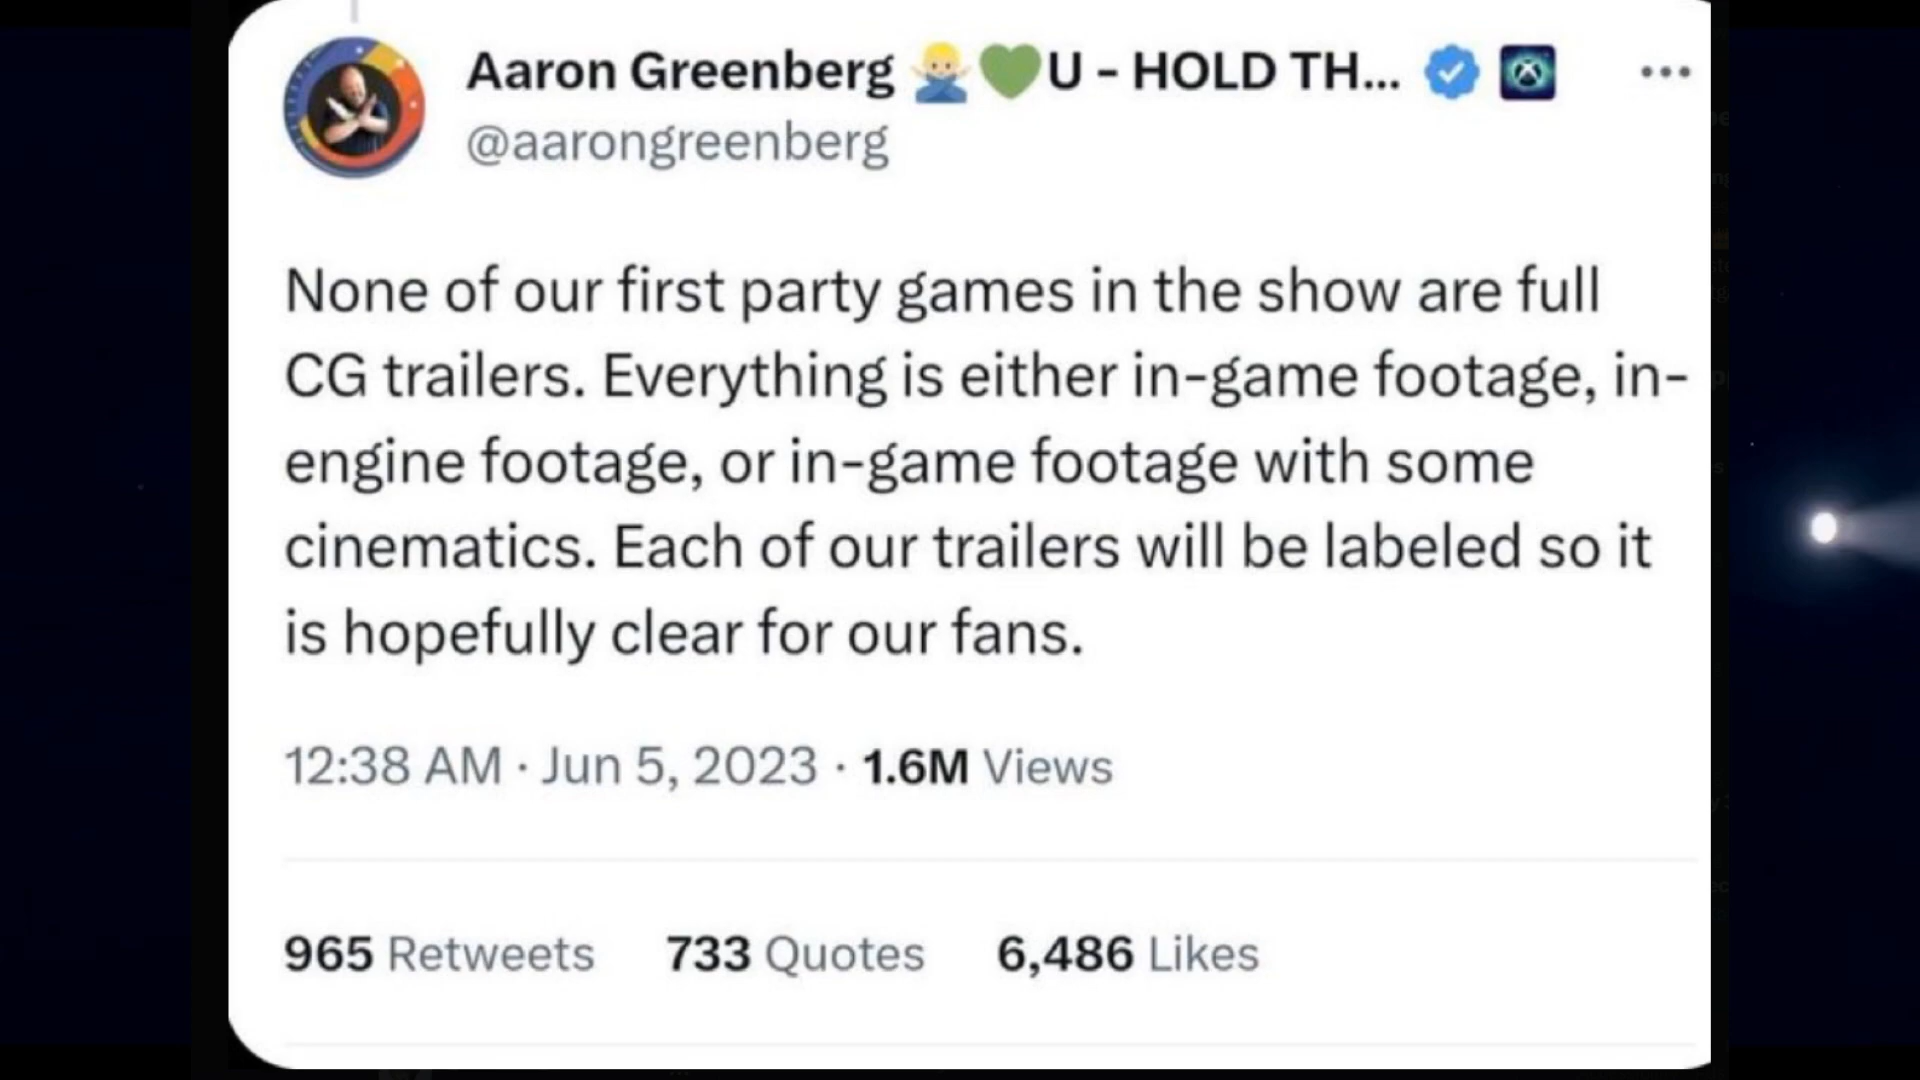 Aaron Greenberg 🙅🏼‍♂️💚U - HOLD TH...
@aarongreenberg
None of our first party games in the show are full
CG trailers. Everything is either in-game footage, in-
engine footage, or in-game footage with some
cinematics. Each of our trailers will be labeled so it
is hopefully clear for our fans.
12:38 AM · Jun 5, 2023 · 1.6M Views
965 Retweets 733 Quotes 6,486 Likes